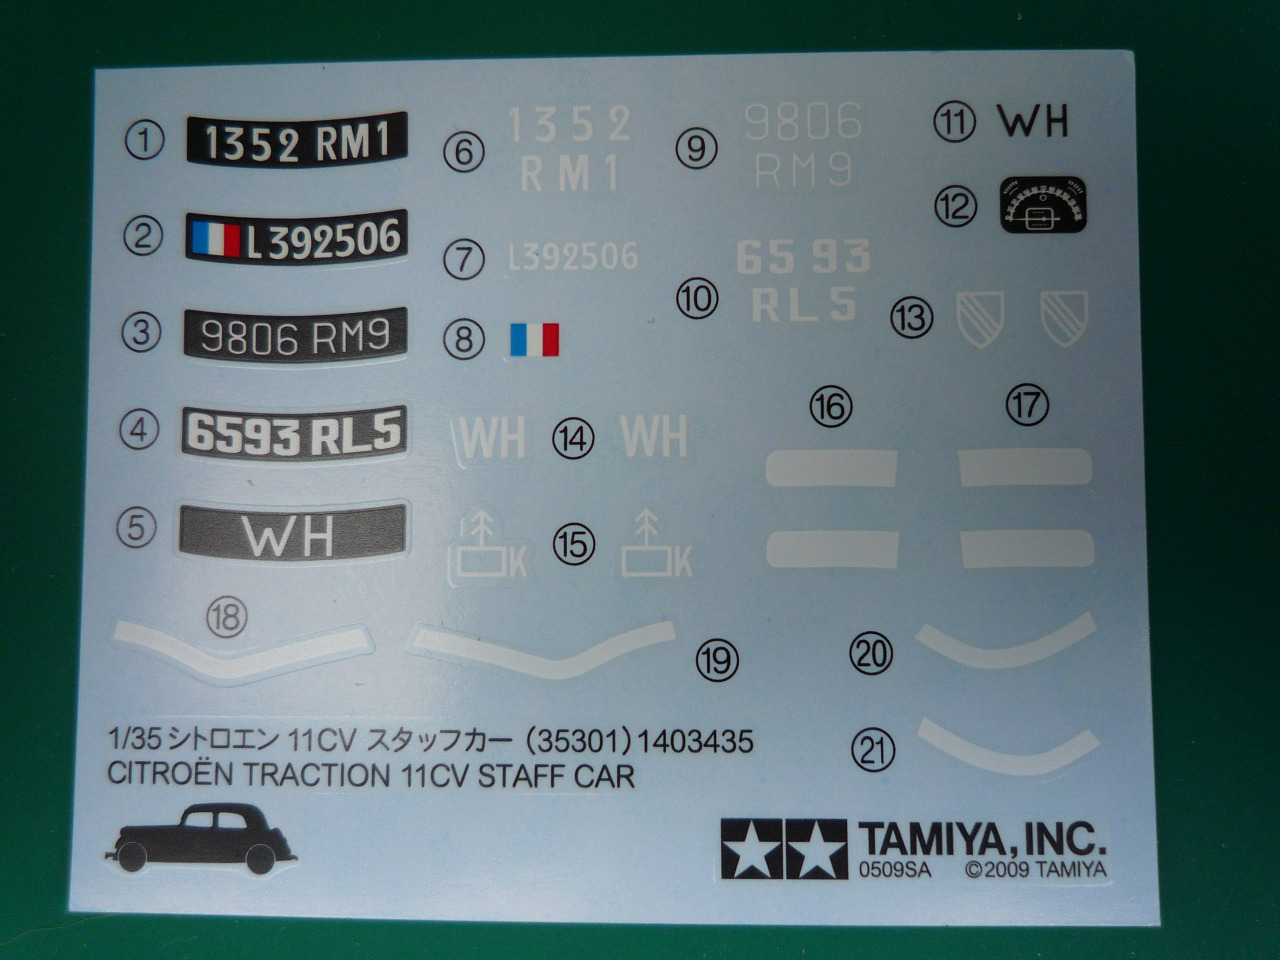 ① 1352 RM1
⑥ 1352
RM1
⑨ 9806
RM9
⑪ WH
② L392506
⑦ L392506
⑩ 6593
RL5
⑫
③ 9806 RM9
⑧
⑬
④ 6593 RL5
WH ⑭ WH
⑯
⑰
⑤ WH
K ⑮ K
⑱
⑲
⑳
㉑
1/35 シトロエン 11CV スタッフカー (35301) 1403435
CITROËN TRACTION 11CV STAFF CAR
TAMIYA, INC.
0509SA ©2009 TAMIYA